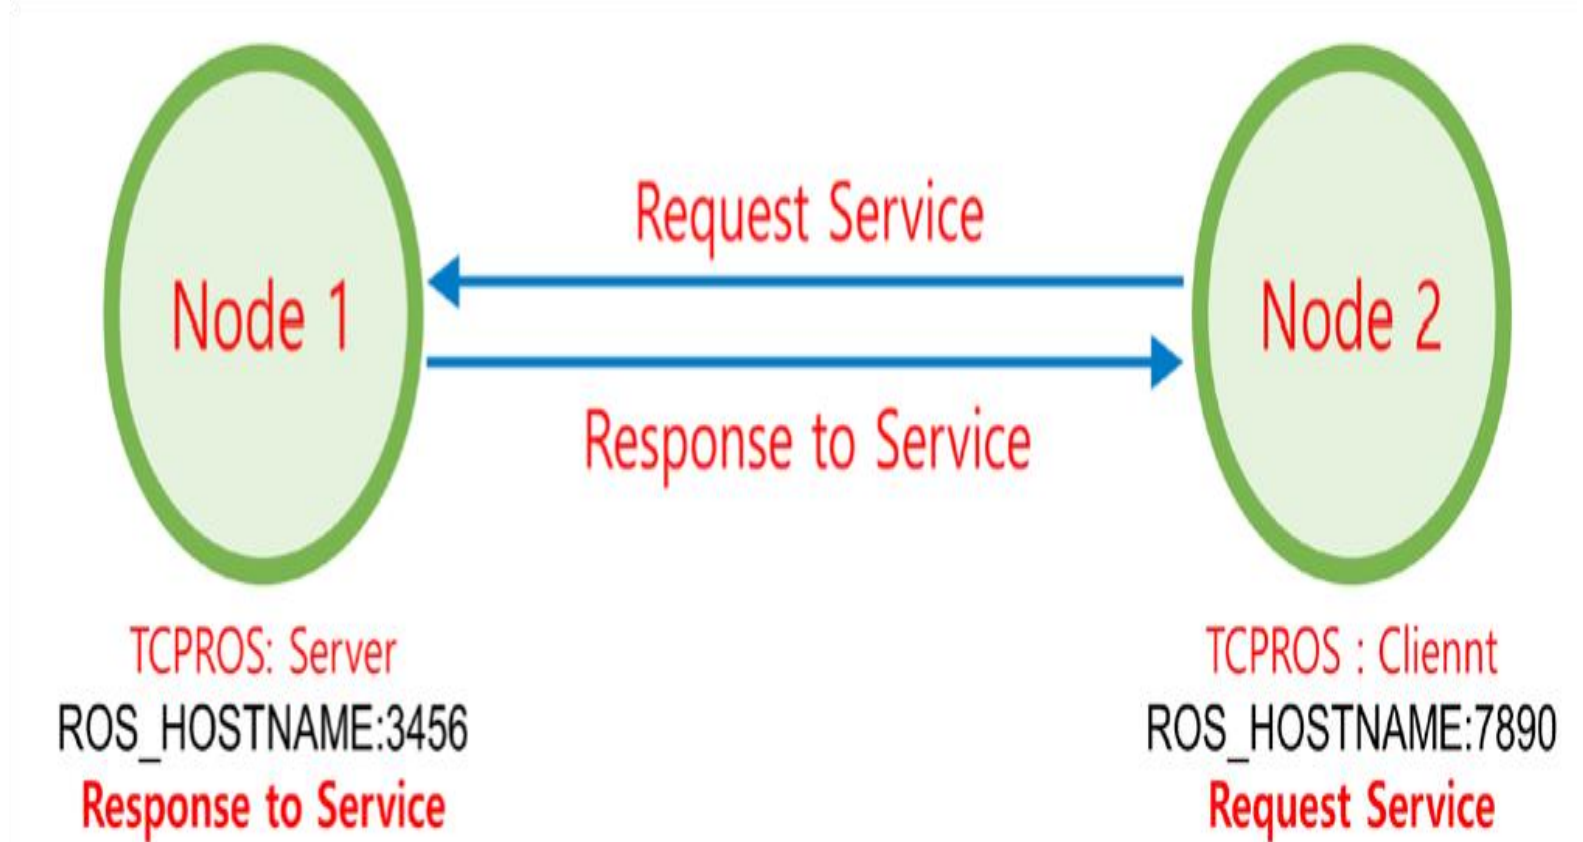 Request Service
Node 1
Node 2
Response to Service
TCPROS: Server
TCPROS : Cliennt
ROS_HOSTNAME:3456
ROS_HOSTNAME:7890
Response to Service
Request Service